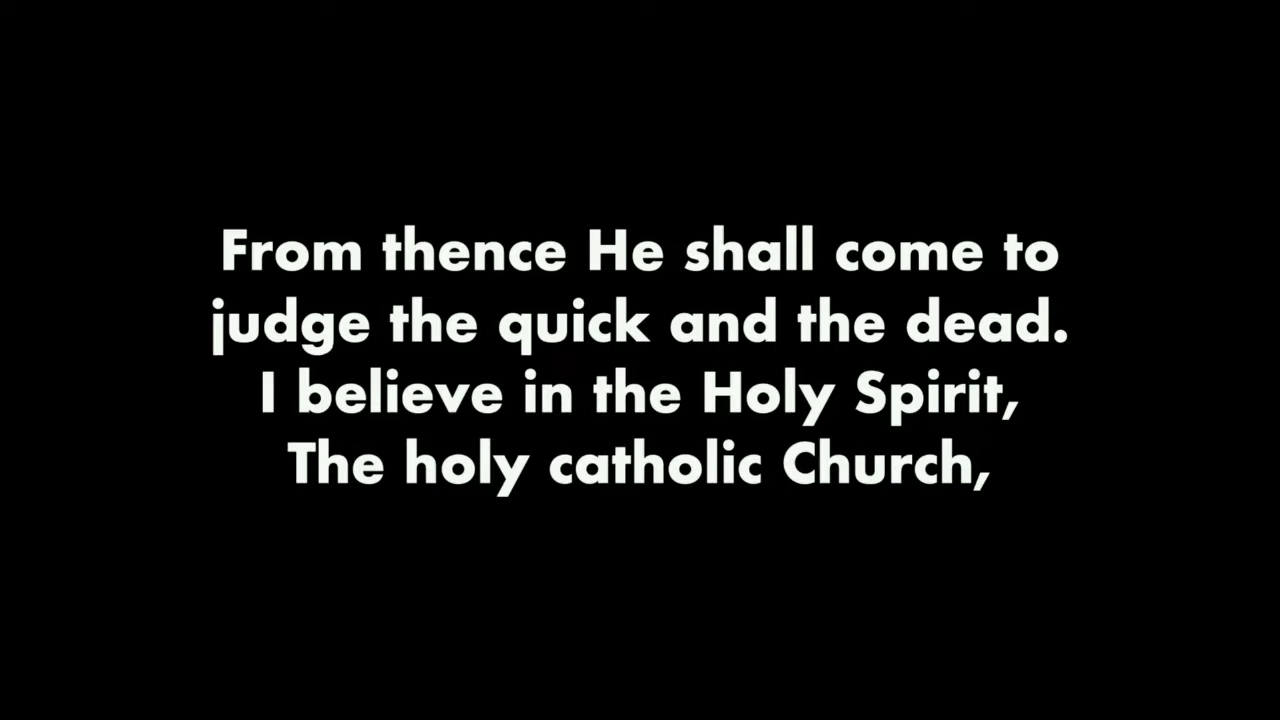 From thence He shall come to
judge the quick and the dead.
I believe in the Holy Spirit,
The holy catholic Church,